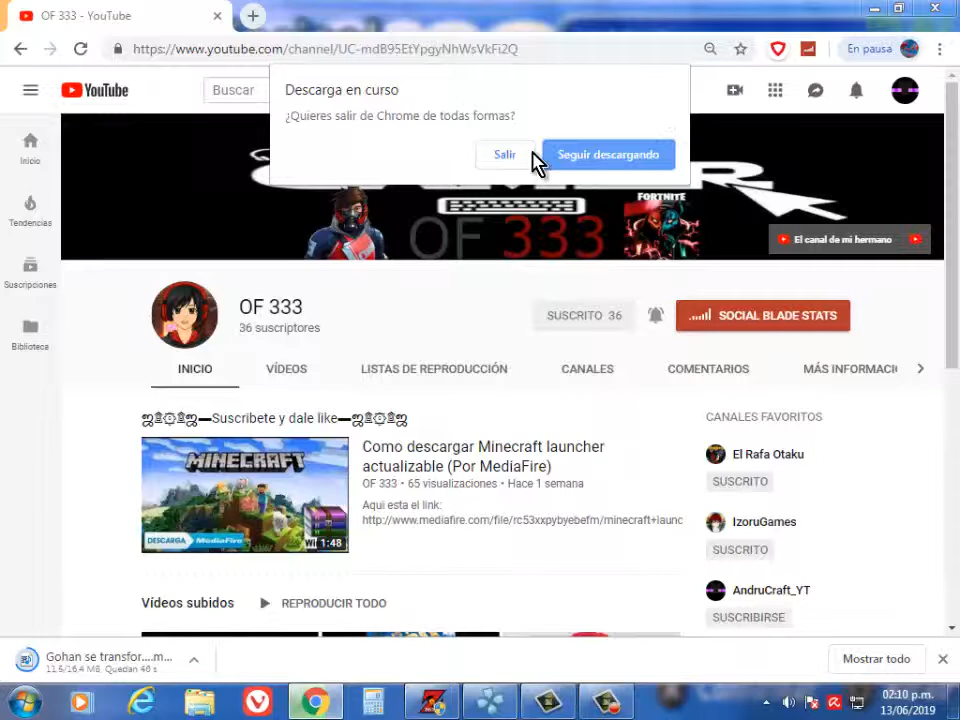 OF 333 - YouTube
https://www.youtube.com/channel/UC-mdB95EtYpgyNhWsVkFi2Q
En pausa
YouTube
Buscar
Descarga en curso
¿Quieres salir de Chrome de todas formas?
Salir
Seguir descargando
Inicio
Tendencias
Suscripciones
Biblioteca
OF 333
FORTNITE
El canal de mi hermano
OF 333
36 suscriptores
SUSCRITO 36
SOCIAL BLADE STATS
INICIO
VÍDEOS
LISTAS DE REPRODUCCIÓN
CANALES
COMENTARIOS
MÁS INFORMACI
Suscribete y dale like
MINECRAFT
DESCARGA
MediaFire
1:48
Como descargar Minecraft launcher
actualizable (Por MediaFire)
OF 333 • 65 visualizaciones • Hace 1 semana
Aqui esta el link:
http://www.mediafire.com/file/rc53xxpybyebefm/minecraft+launc
CANALES FAVORITOS
El Rafa Otaku
SUSCRITO
IzoruGames
SUSCRITO
AndruCraft_YT
SUSCRIBIRSE
Vídeos subidos
REPRODUCIR TODO
Gohan se transfor....m...
11.6/16.4 MB, Quedan 46 s
Mostrar todo
02:10 p.m.
13/06/2019